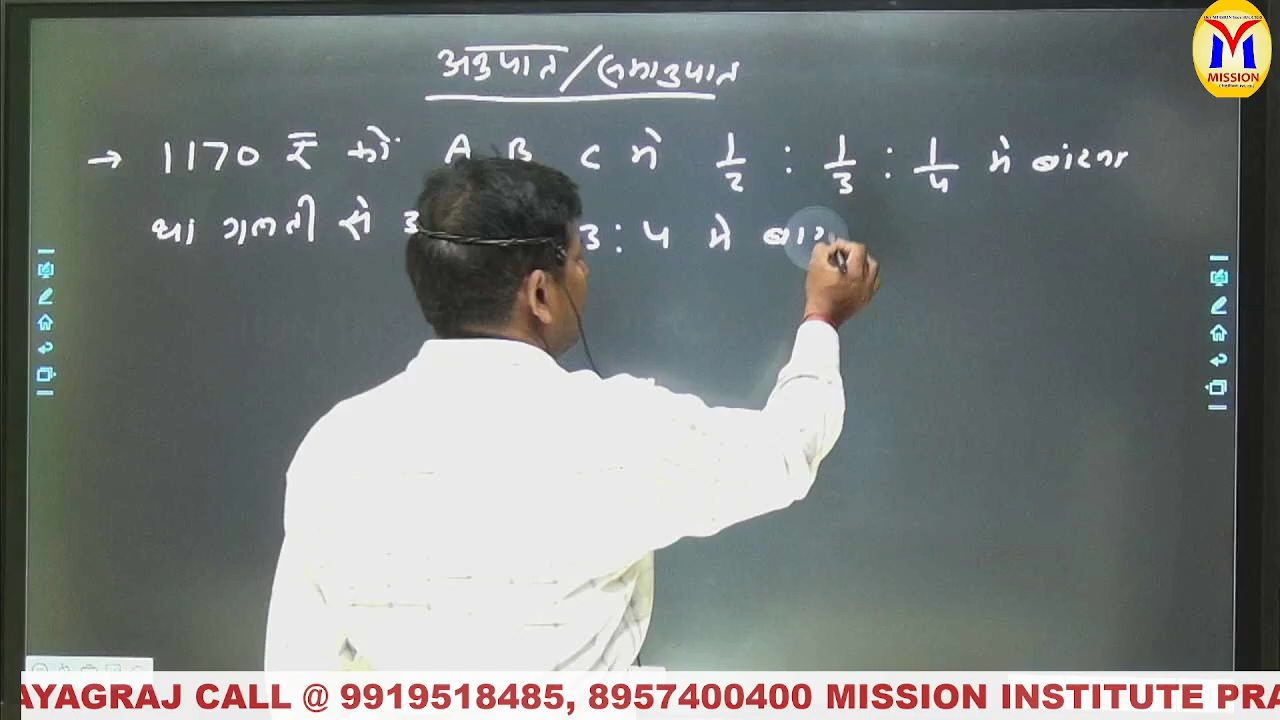 अनुपात/समानुपात
→ 1170 ₹ को A B C में 1/2 : 1/3 : 1/4 में बांटना
था गलती से 3 : 4 में
MISSION
AYAGRAJ CALL @ 9919518485, 8957400400 MISSION INSTITUTE PRA